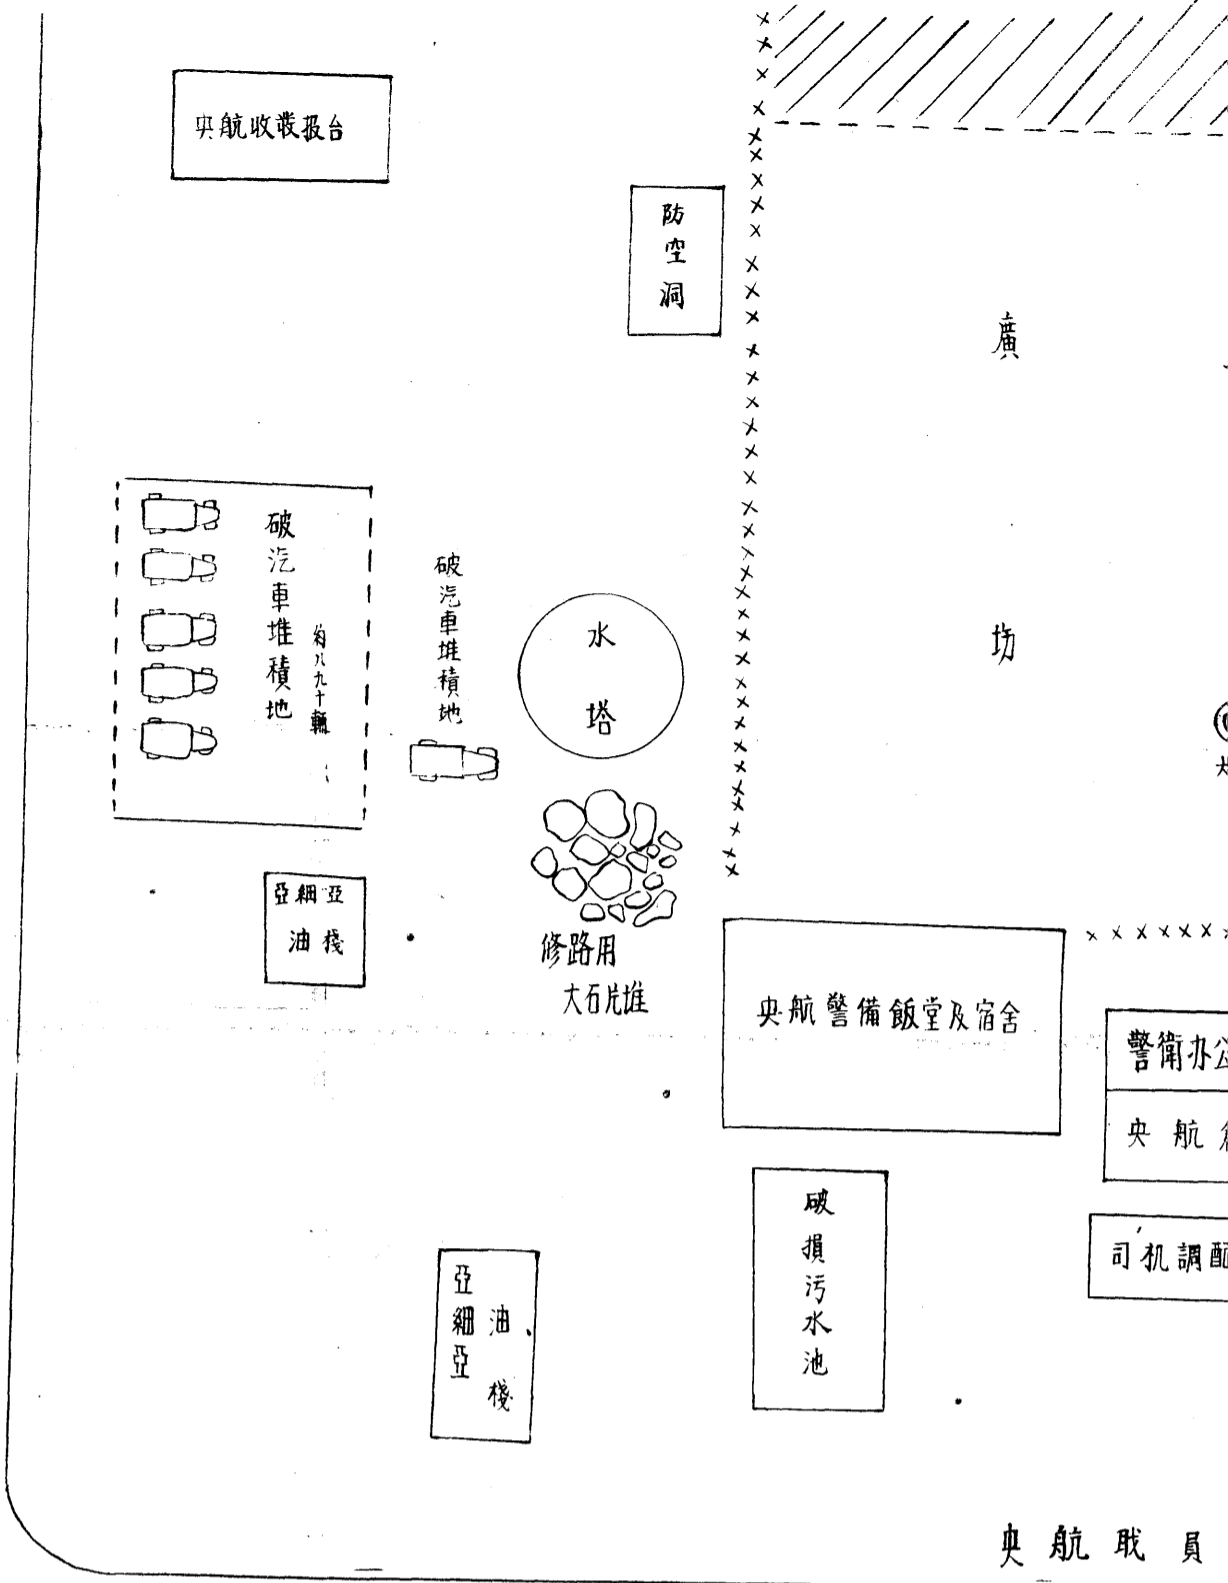 央航收發报台
防空洞
廣
坊
破汽車堆積地
約八九十輛
破汽車堆積地
水塔
亞細亞
油棧
修路用
大石片堆
央航警備飯堂及宿舍
警衛办公
央航
司机調配
破損污水池
亞細亞
油棧
央航職員